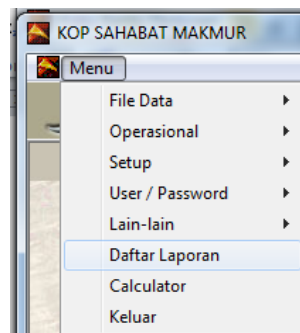 KOP SAHABAT MAKMUR
Menu
File Data
Operasional
Setup
User / Password
Lain-lain
Daftar Laporan
Calculator
Keluar